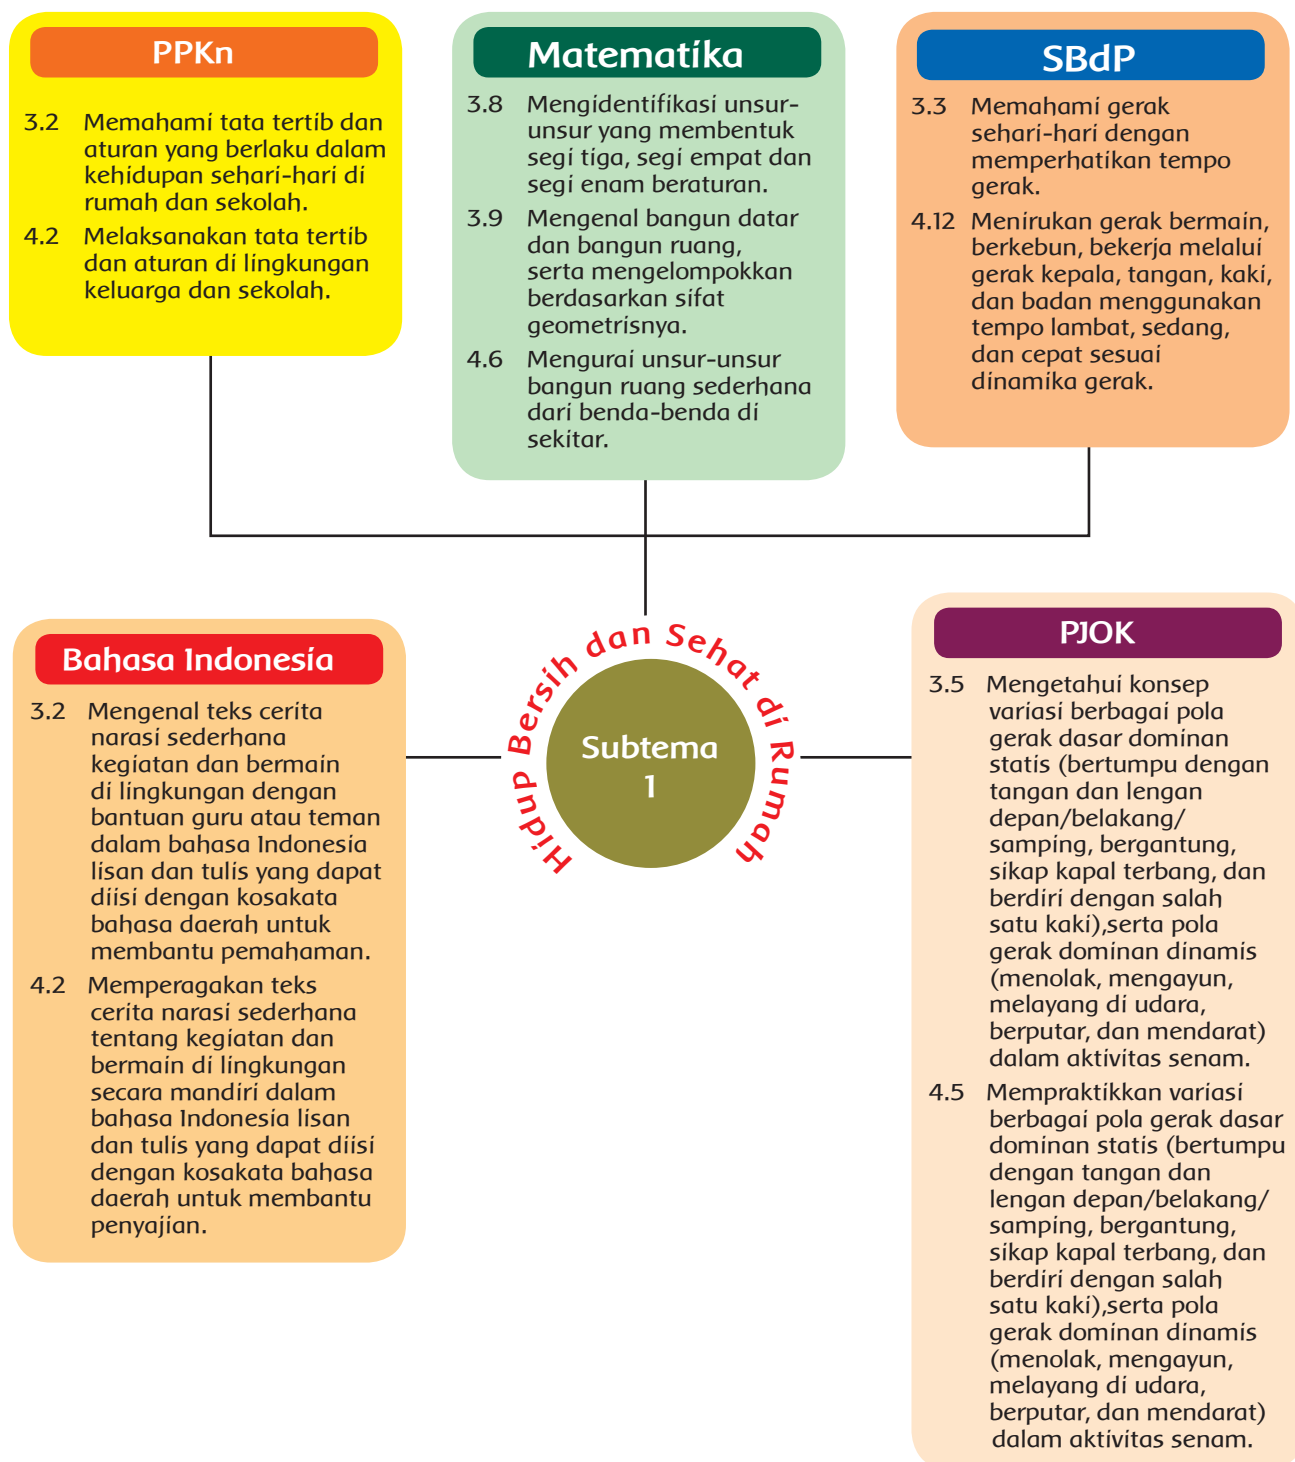 PPKn
3.2 Memahami tata tertib dan
aturan yang berlaku dalam
kehidupan sehari-hari di
rumah dan sekolah.
4.2 Melaksanakan tata tertib
dan aturan di lingkungan
keluarga dan sekolah.
Matematika
3.8 Mengidentifikasi unsur-
unsur yang membentuk
segi tiga, segi empat dan
segi enam beraturan.
3.9 Mengenal bangun datar
dan bangun ruang,
serta mengelompokkan
berdasarkan sifat
geometrisnya.
4.6 Mengurai unsur-unsur
bangun ruang sederhana
dari benda-benda di
sekitar.
SBdP
3.3 Memahami gerak
sehari-hari dengan
memperhatikan tempo
gerak.
4.12 Menirukan gerak bermain,
berkebun, bekerja melalui
gerak kepala, tangan, kaki,
dan badan menggunakan
tempo lambat, sedang,
dan cepat sesuai
dinamika gerak.
Bahasa Indonesia
3.2 Mengenal teks cerita
narasi sederhana
kegiatan dan bermain
di lingkungan dengan
bantuan guru atau teman
dalam bahasa Indonesia
lisan dan tulis yang dapat
diisi dengan kosakata
bahasa daerah untuk
membantu pemahaman.
4.2 Memperagakan teks
cerita narasi sederhana
tentang kegiatan dan
bermain di lingkungan
secara mandiri dalam
bahasa Indonesia lisan
dan tulis yang dapat diisi
dengan kosakata bahasa
daerah untuk membantu
penyajian.
Hidup Bersih dan Sehat di Rumah
Subtema
1
PJOK
3.5 Mengetahui konsep
variasi berbagai pola
gerak dasar dominan
statis (bertumpu dengan
tangan dan lengan
depan/belakang/
samping, bergantung,
sikap kapal terbang, dan
berdiri dengan salah
satu kaki),serta pola
gerak dominan dinamis
(menolak, mengayun,
melayang di udara,
berputar, dan mendarat)
dalam aktivitas senam.
4.5 Mempraktikkan variasi
berbagai pola gerak dasar
dominan statis (bertumpu
dengan tangan dan
lengan depan/belakang/
samping, bergantung,
sikap kapal terbang, dan
berdiri dengan salah
satu kaki),serta pola
gerak dominan dinamis
(menolak, mengayun,
melayang di udara,
berputar, dan mendarat)
dalam aktivitas senam.